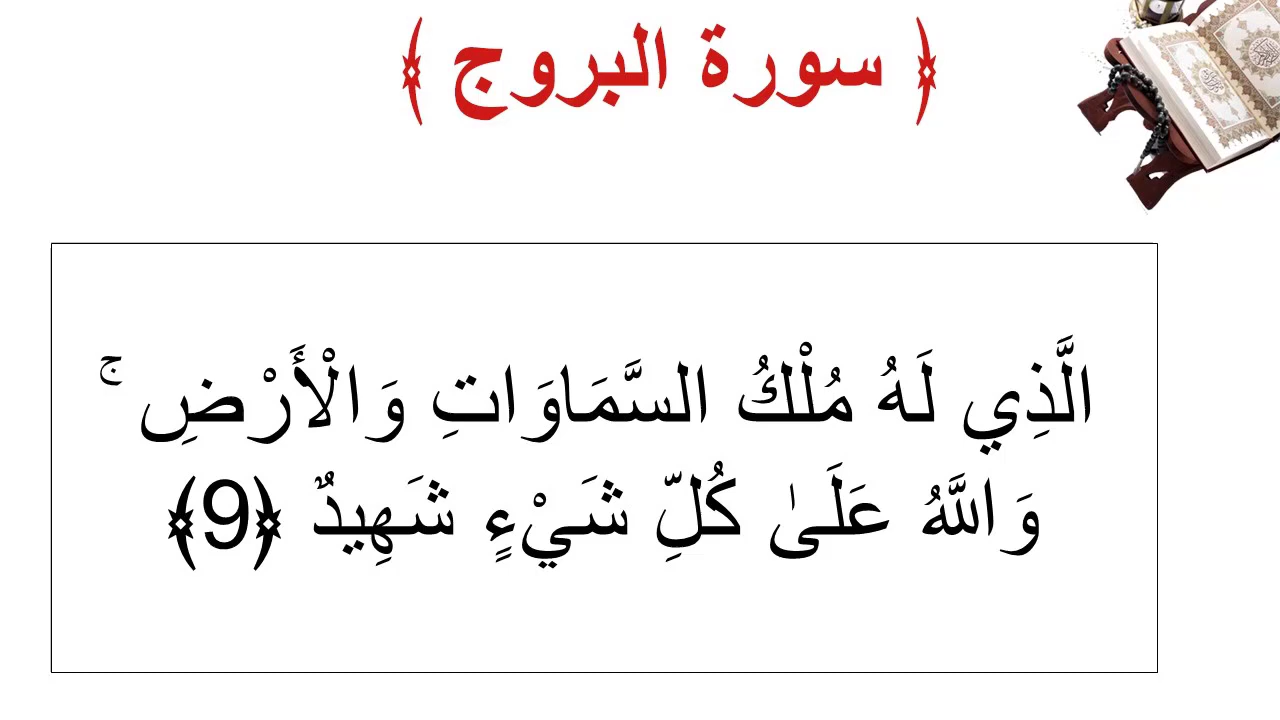 ﴿ سورة البروج ﴾
الَّذِي لَهُ مُلْكُ السَّمَاوَاتِ وَالْأَرْضِ ۚ
وَاللَّهُ عَلَىٰ كُلِّ شَيْءٍ شَهِيدٌ ﴿9﴾